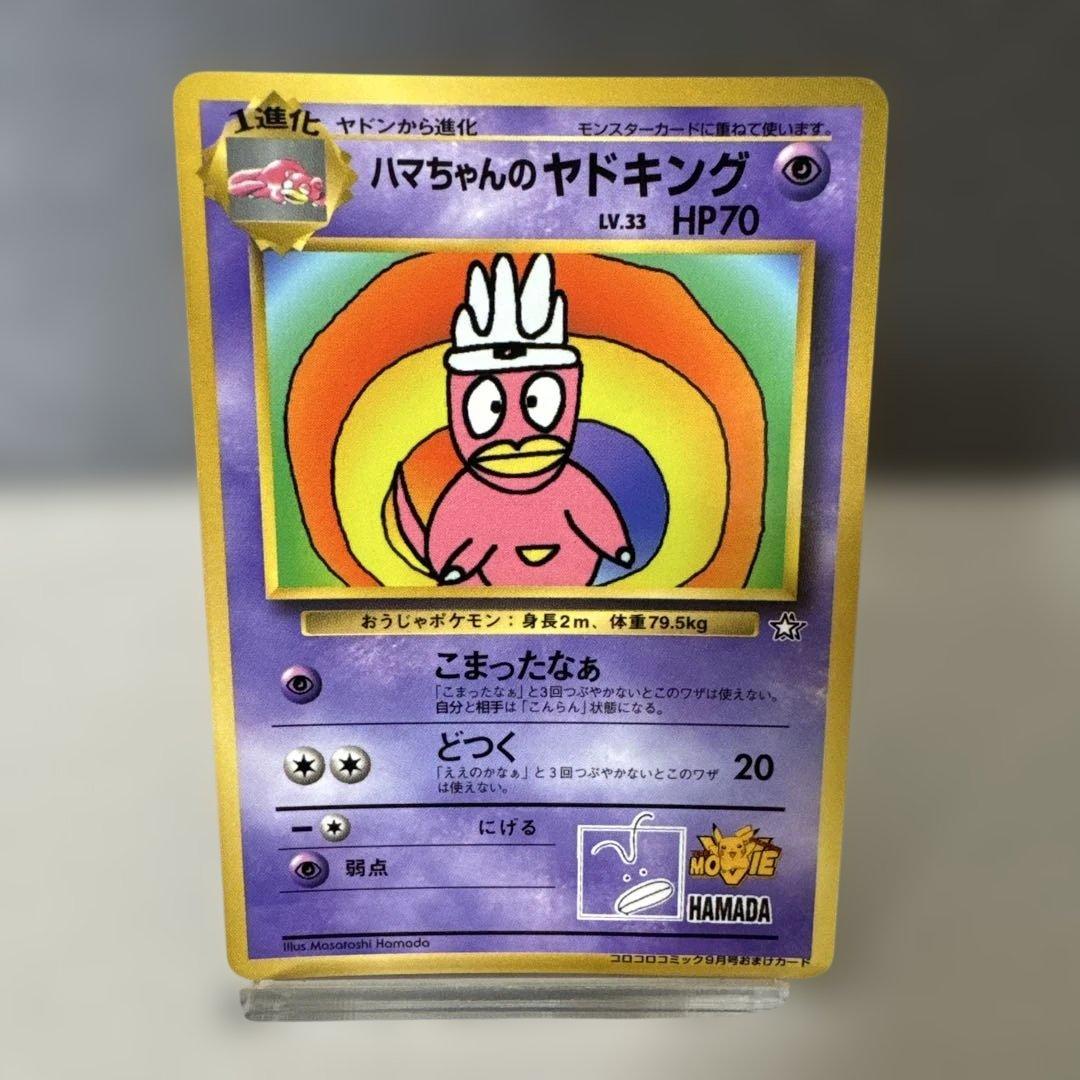 1進化
ヤドンから進化
モンスターカードに重ねて使います。
ハマちゃんのヤドキング
LV.33 HP70
おうじゃポケモン：身長2m、体重79.5kg
こまったなぁ
「こまったなぁ」と3回つぶやかないとこのワザは使えない。
自分と相手は「こんらん」状態になる。
どつく
「ええのかなぁ」と3回つぶやかないとこのワザ
は使えない。
20
にげる
弱点
MOVIE
HAMADA
Illus.Masatoshi Hamada
コロコロコミック9月号おまけカード